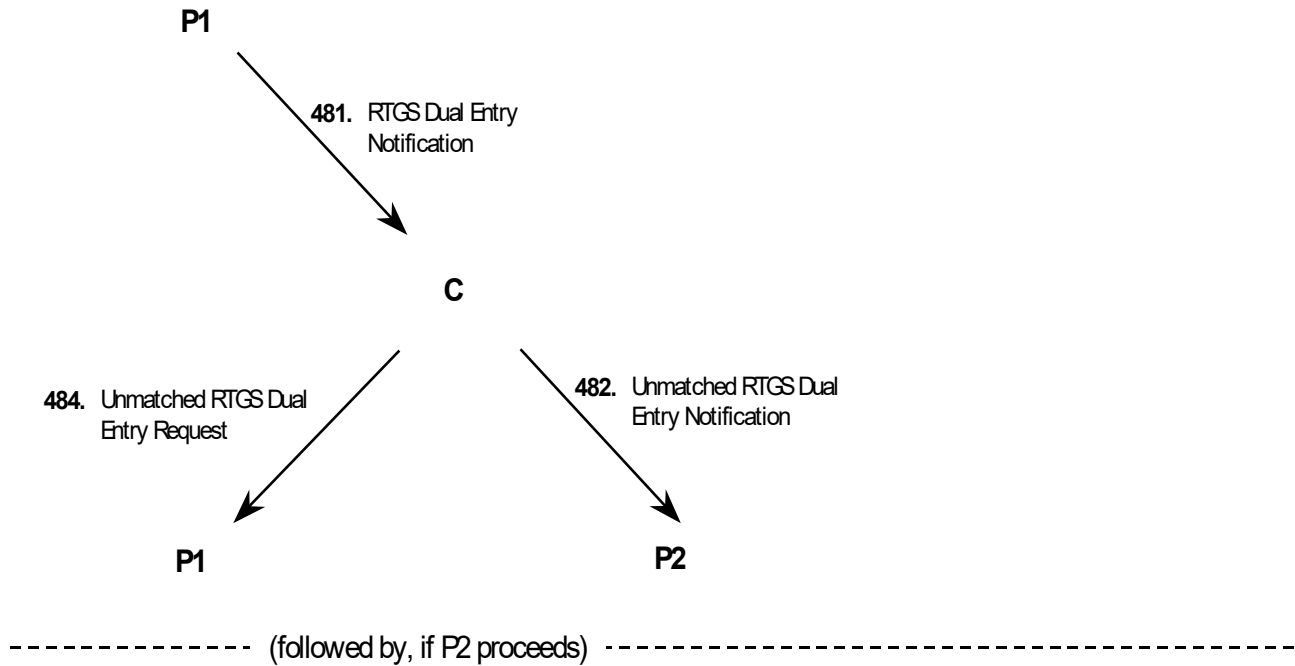 P1
481. RTGS Dual Entry
Notification
C
484. Unmatched RTGS Dual
Entry Request
482. Unmatched RTGS Dual
Entry Notification
P1
P2
(followed by, if P2 proceeds)